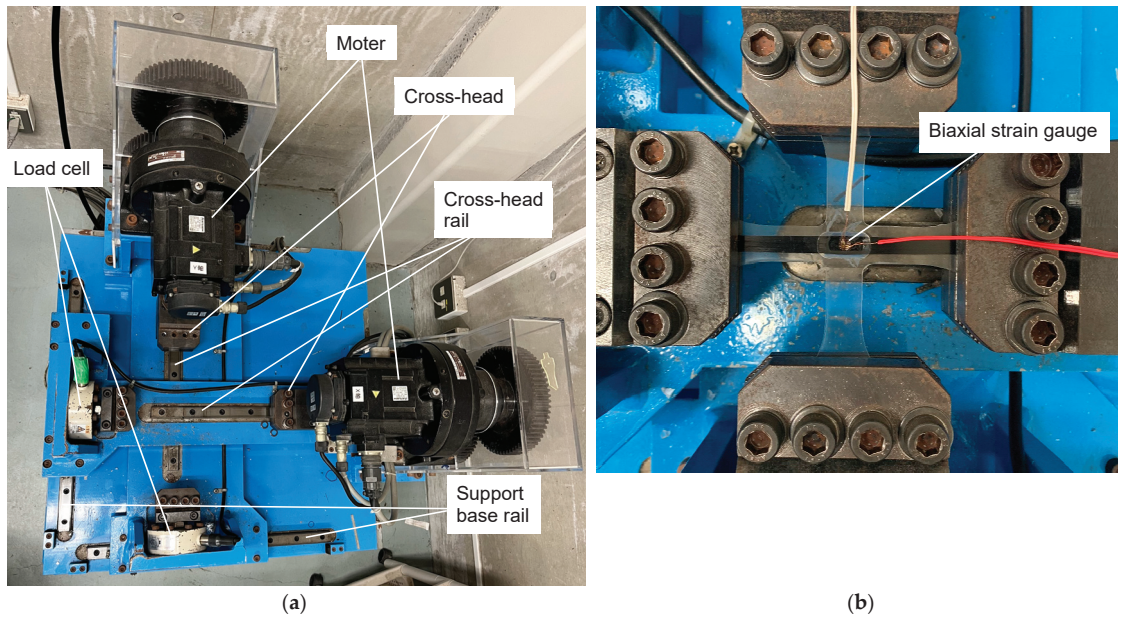 Moter
Cross-head
Load cell
Cross-head
rail
Support
base rail
Biaxial strain gauge
(a)
(b)